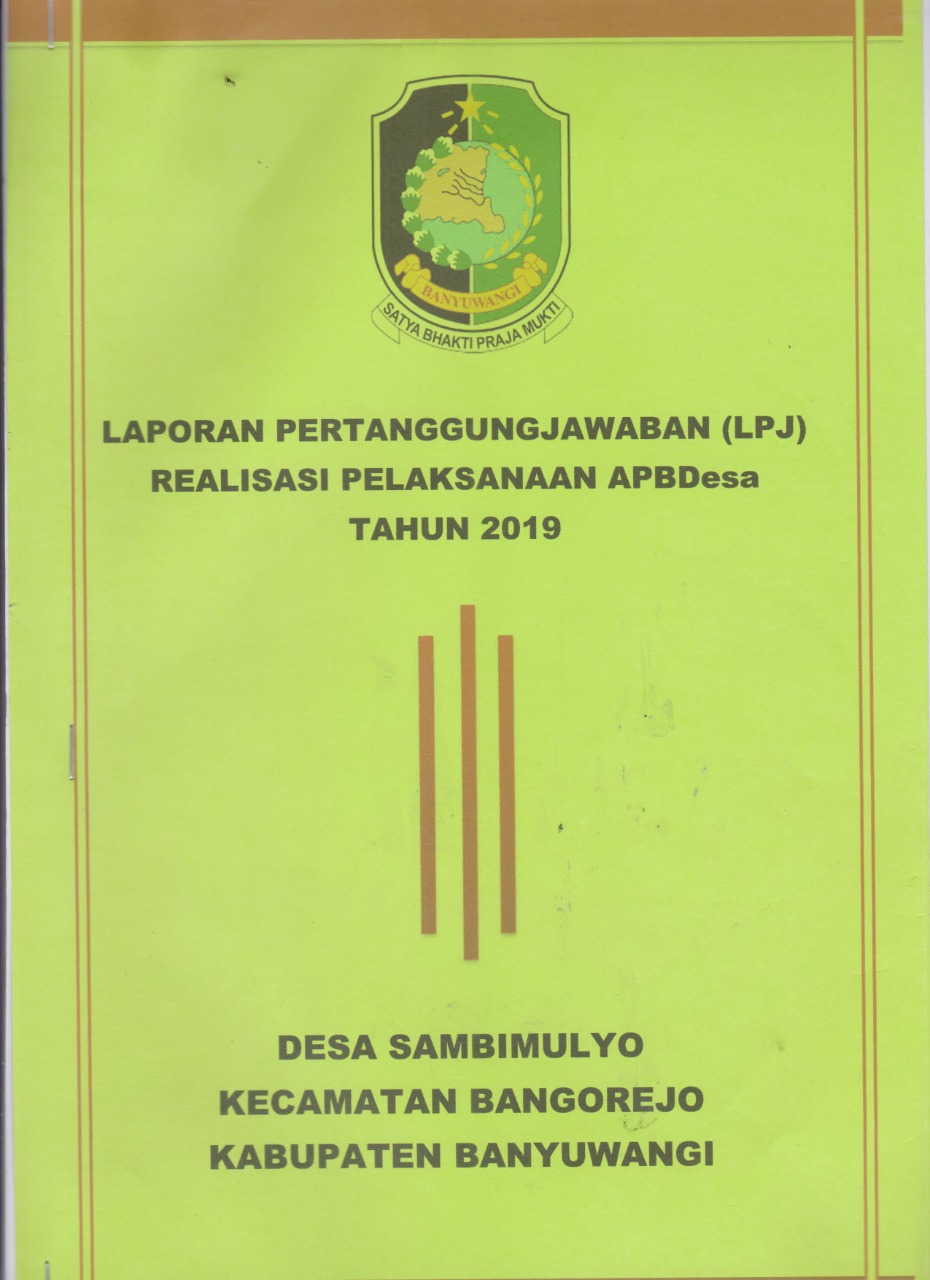 BANYUWANGI
SATYA BHAKTI PRAJA MUKTI
LAPORAN PERTANGGUNGJAWABAN (LPJ)
REALISASI PELAKSANAAN APBDesa
TAHUN 2019
DESA SAMBIMULYO
KECAMATAN BANGOREJO
KABUPATEN BANYUWANGI